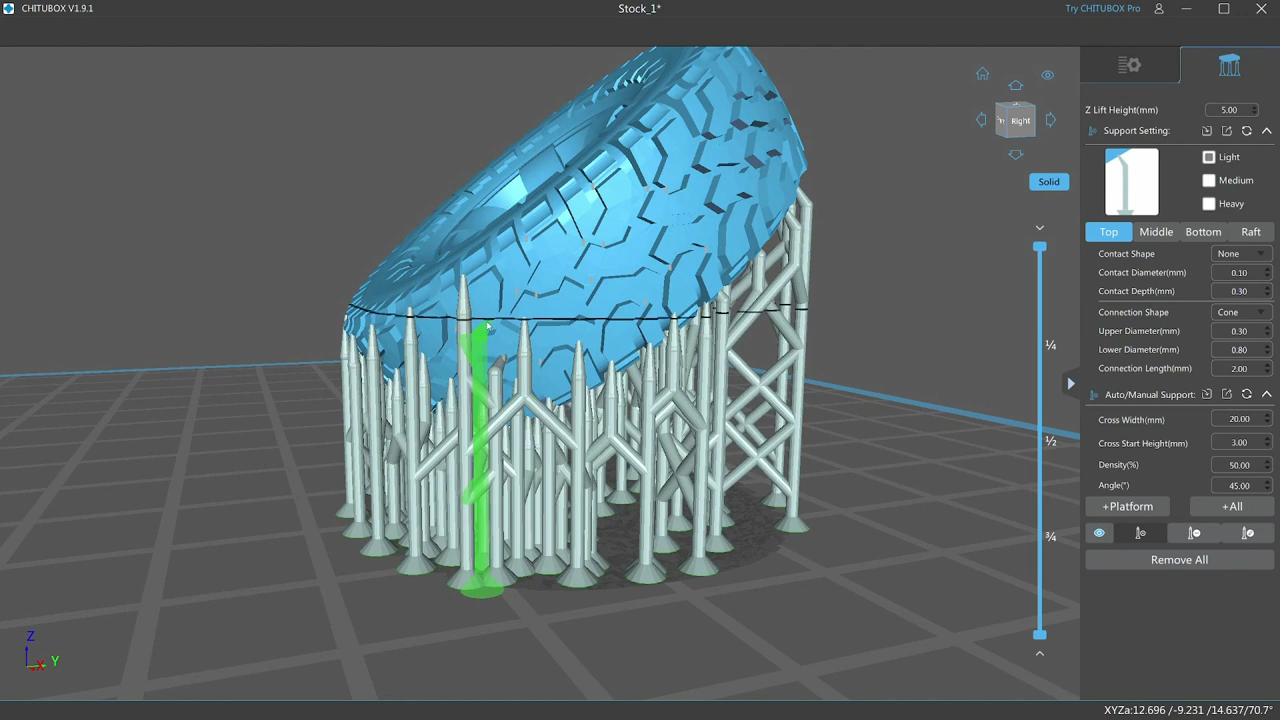 CHITUBOX V1.9.1
Stock_1*
Try CHITUBOX Pro
Right
Solid
¼
½
¾
Z Lift Height(mm) 5.00
Support Setting:
Light
Medium
Heavy
Top Middle Bottom Raft
Contact Shape None
Contact Diameter(mm) 0.10
Contact Depth(mm) 0.30
Connection Shape Cone
Upper Diameter(mm) 0.30
Lower Diameter(mm) 0.80
Connection Length(mm) 2.00
Auto/Manual Support:
Cross Width(mm) 20.00
Cross Start Height(mm) 3.00
Density(%) 50.00
Angle(°) 45.00
+Platform +All
Remove All
Z
X Y
XYZa:12.696 /-9.231 /14.637/70.7°